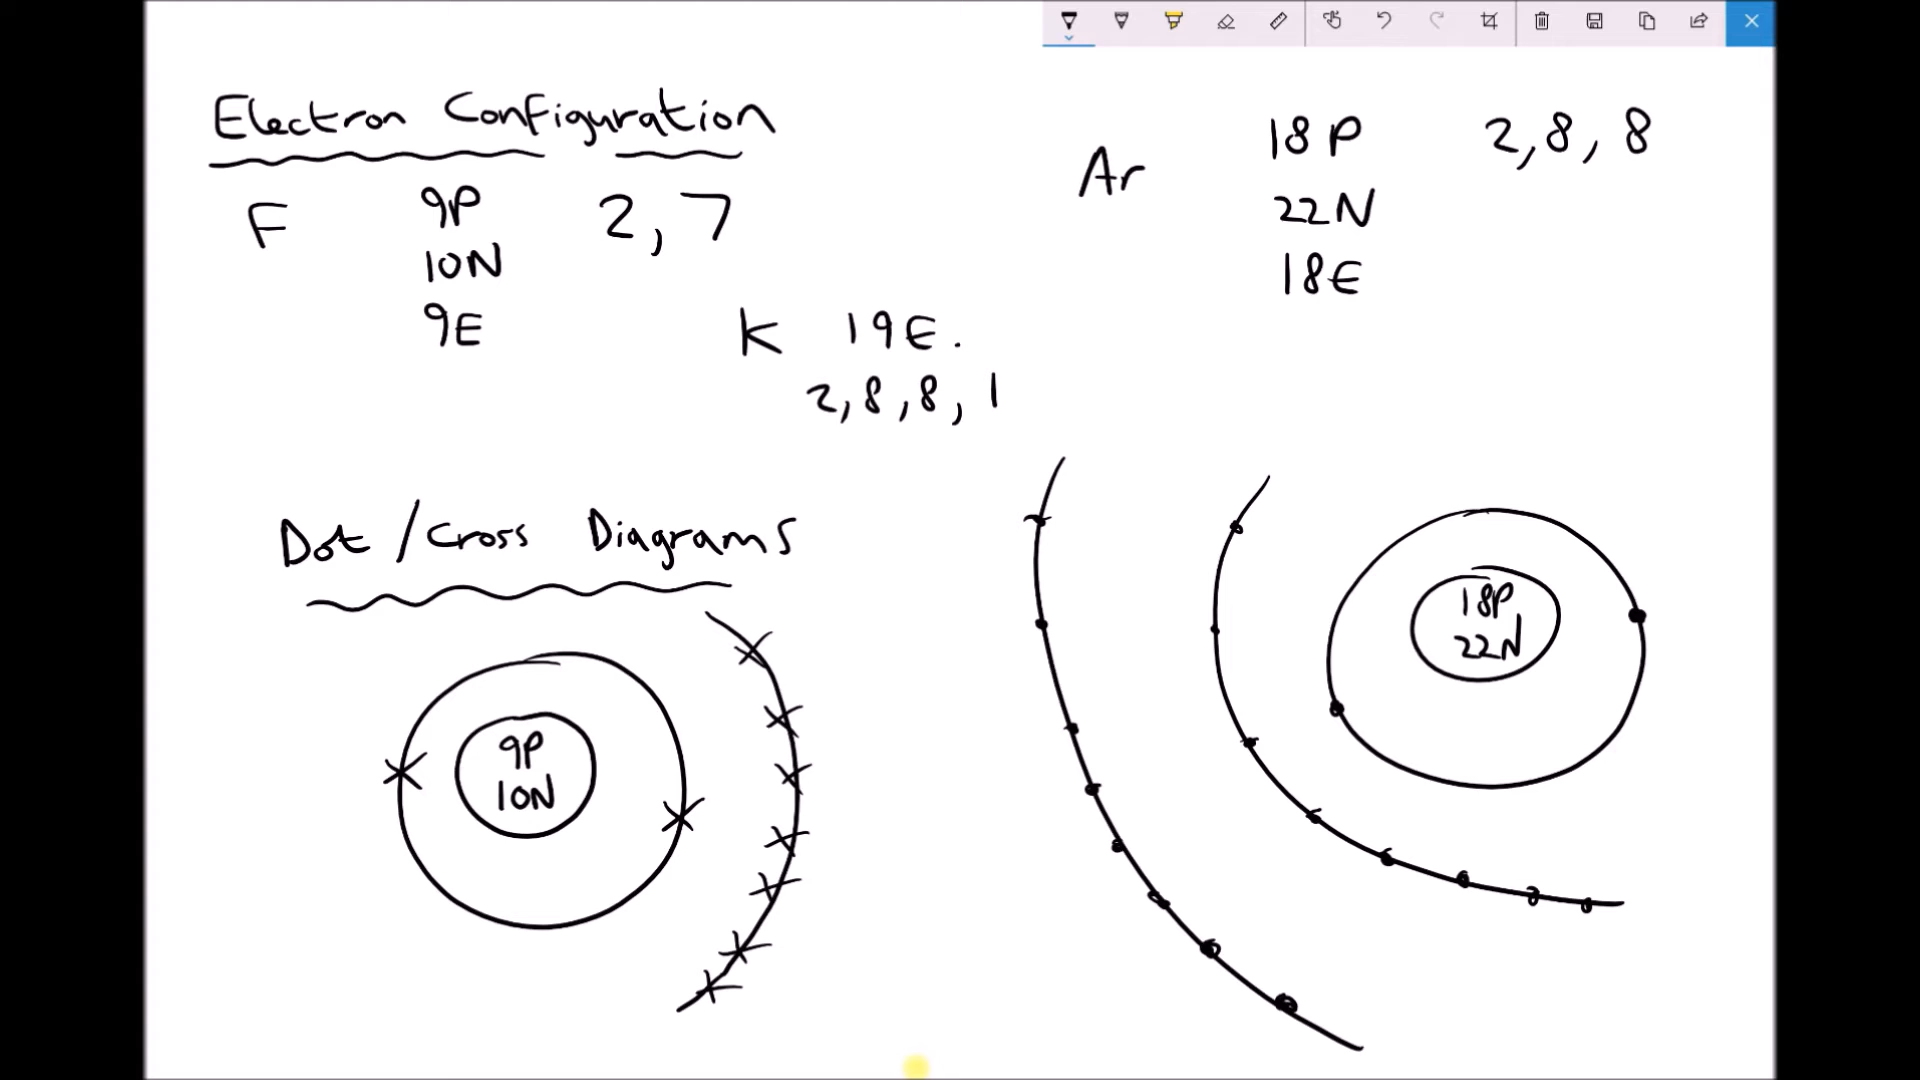 Electron Configuration
F
9P
10N
9E
2,7
K 19E.
2,8,8,1
Ar
18P
22N
18E
2,8,8
Dot/Cross Diagrams
9P
10N
18P
22N